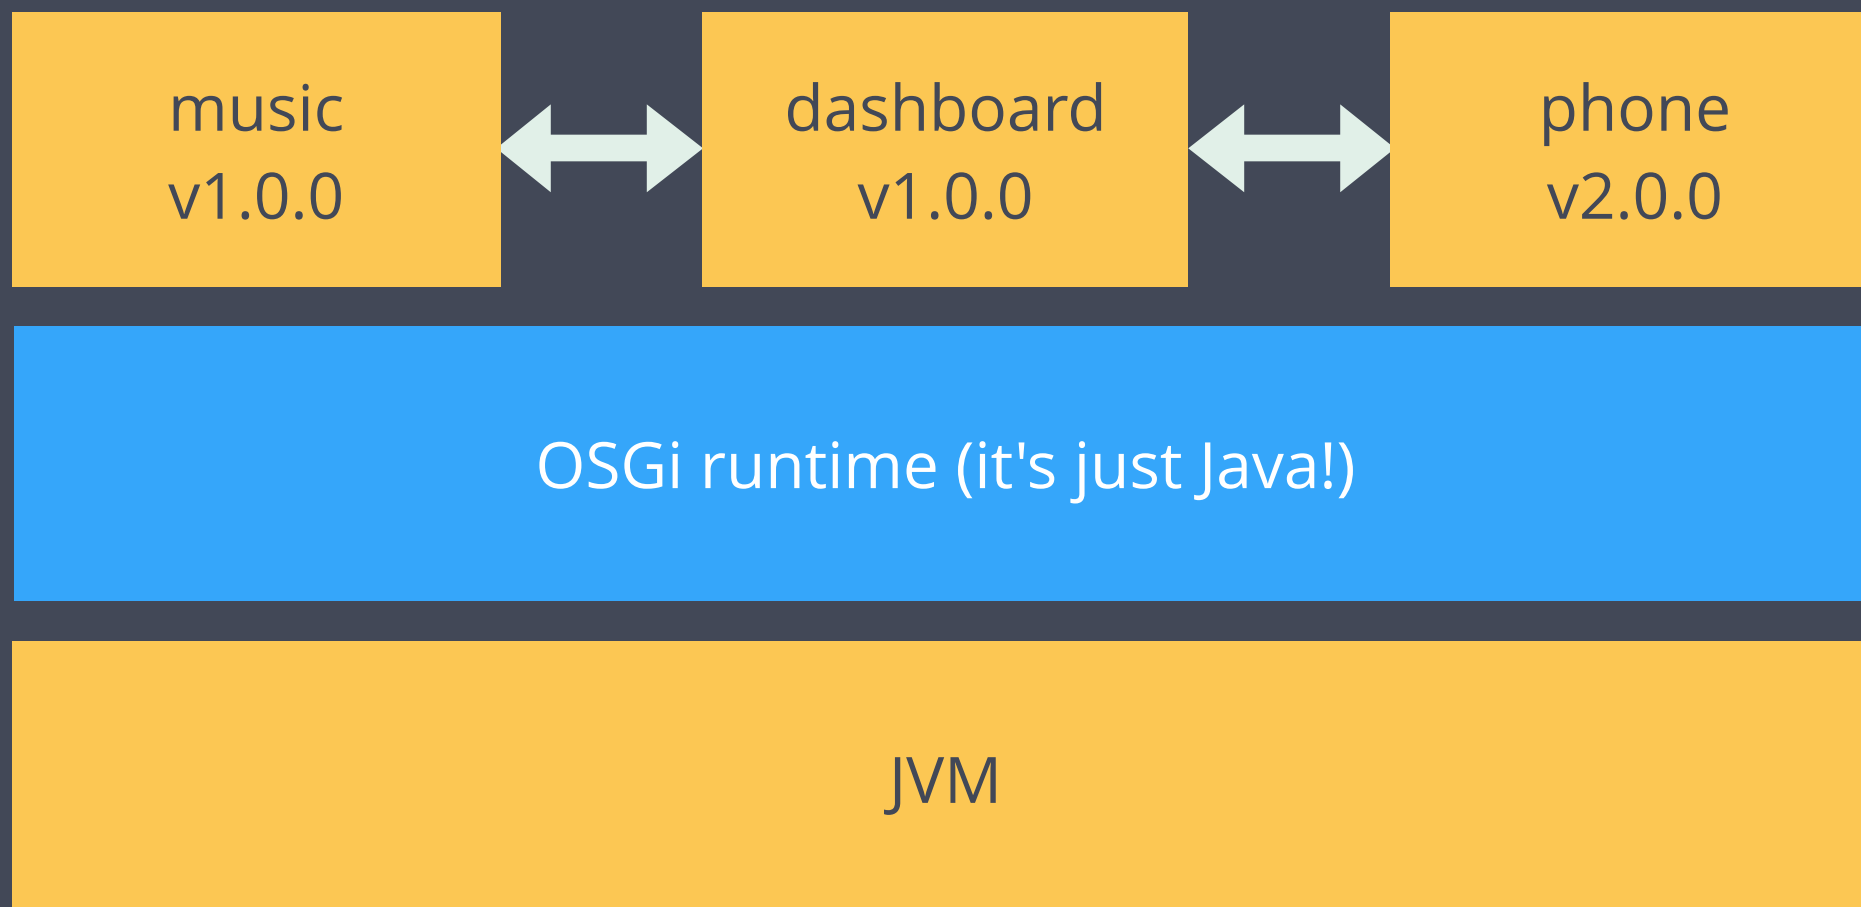 music
v1.0.0
dashboard
v1.0.0
phone
v2.0.0
OSGi runtime (it's just Java!)
JVM